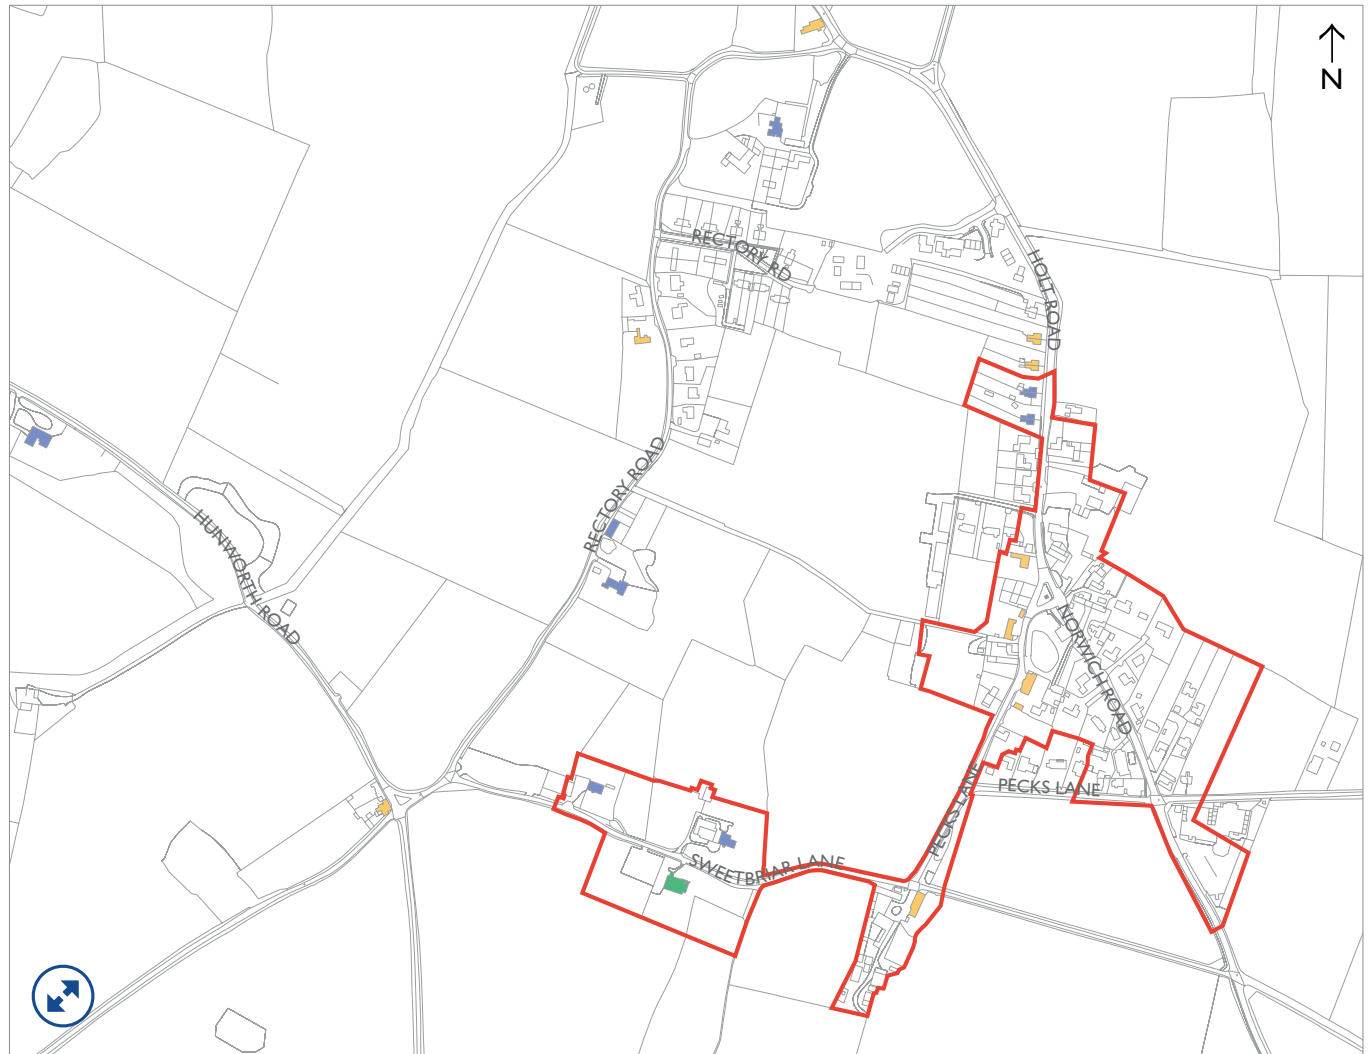 N
RECTORY RD
HOLT ROAD
RECTORY ROAD
HUNWORTH ROAD
NORWICH ROAD
PECKS LANE
PECKS LANE
SWEETBRIAR LANE